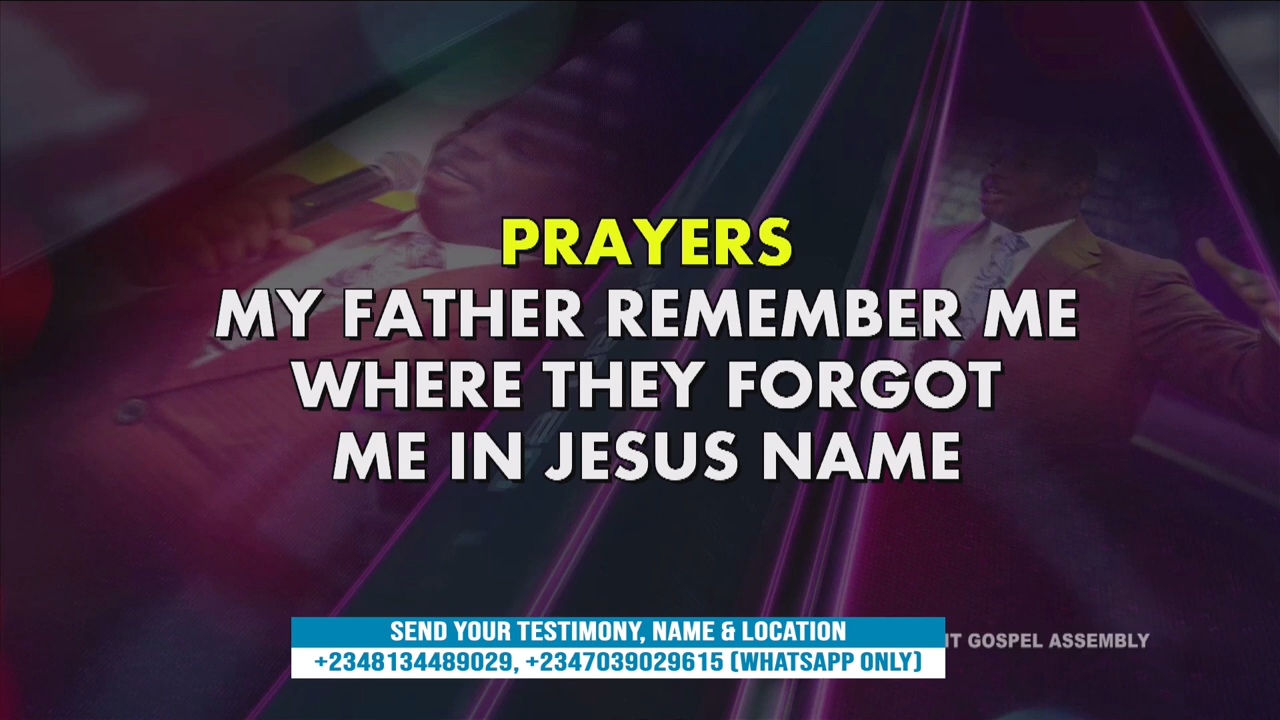 PRAYERS
MY FATHER REMEMBER ME
WHERE THEY FORGOT
ME IN JESUS NAME
SEND YOUR TESTIMONY, NAME & LOCATION
+2348134489029, +2347039029615 (WHATSAPP ONLY)
GOSPEL ASSEMBLY